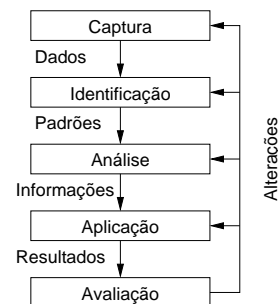 Captura
Dados
Identificação
Padrões
Análise
Informações
Aplicação
Resultados
Avaliação
Alterações